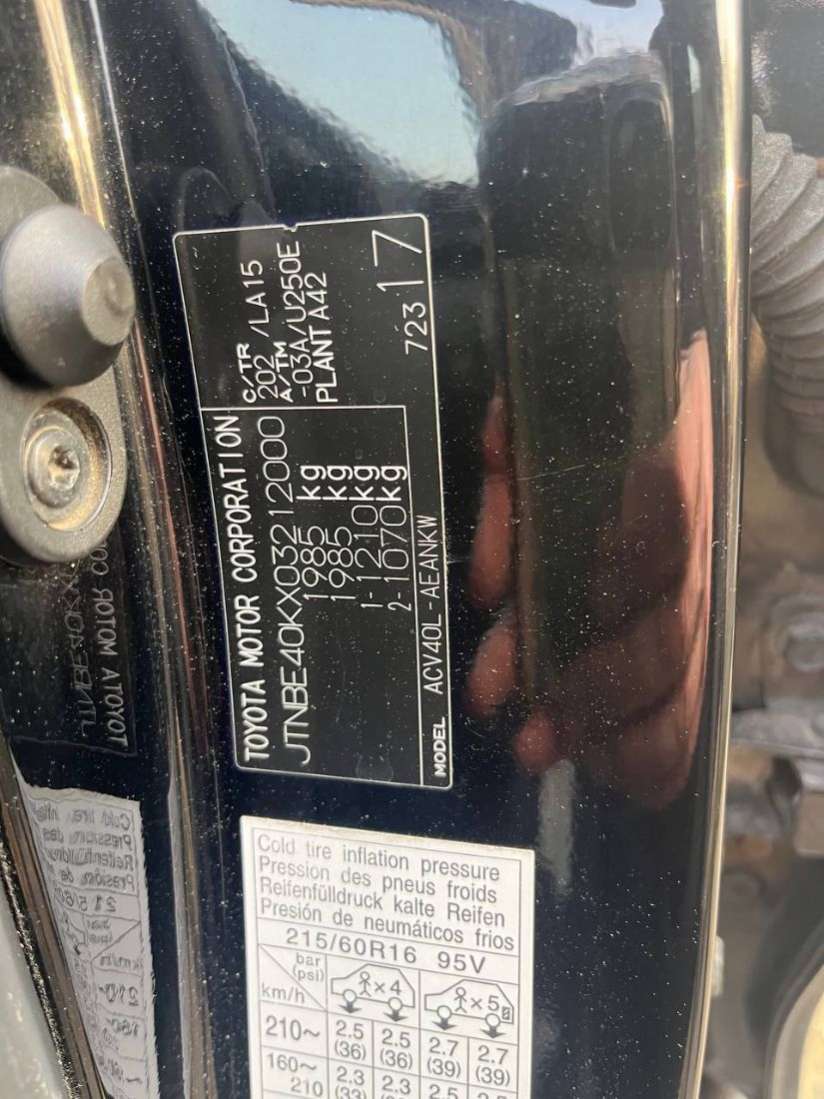 TOYOTA MOTOR CORPORATION
JTNBE40KX03212000
1985 kg
1985 kg
1-1210kg
2-1070kg
C/TR
202 /LA15
A/TM
-03A/U250E
PLANT A42
MODEL ACV40L-AEANKW 723 17
Cold tire inflation pressure
Pression des pneus froids
Reifenfülldruck kalte Reifen
Presión de neumáticos frios
215/60R16 95V
bar
(psi)
km/h
×4
×5
210~ 2.5 2.5 2.7 2.7
(36) (36) (39) (39)
160~ 2.3 2.3
210